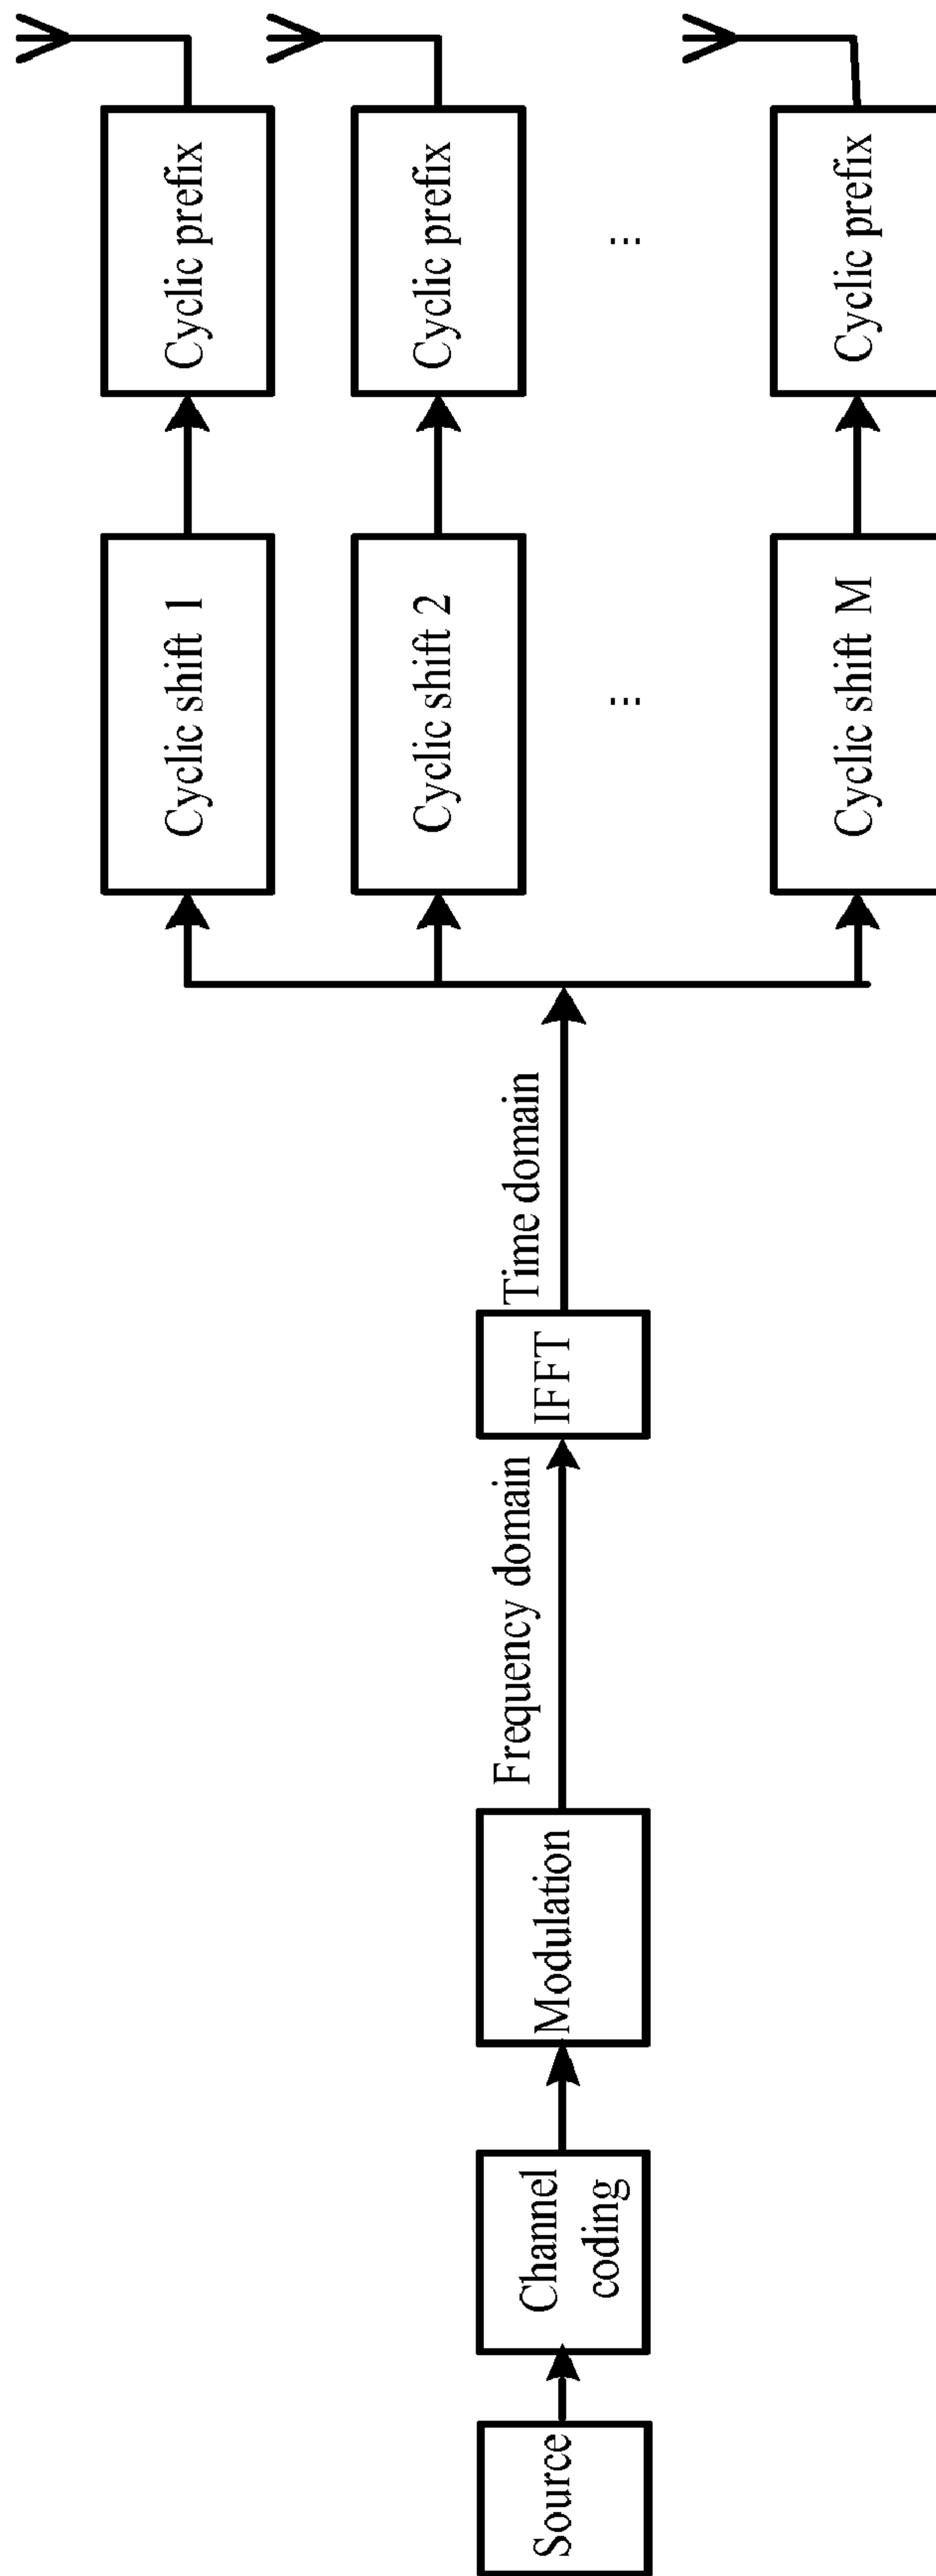 Source
Channel
coding
Modulation
Frequency domain
IFFT
Time domain
Cyclic shift 1
Cyclic prefix
Cyclic shift 2
Cyclic prefix
...
...
Cyclic shift M
Cyclic prefix